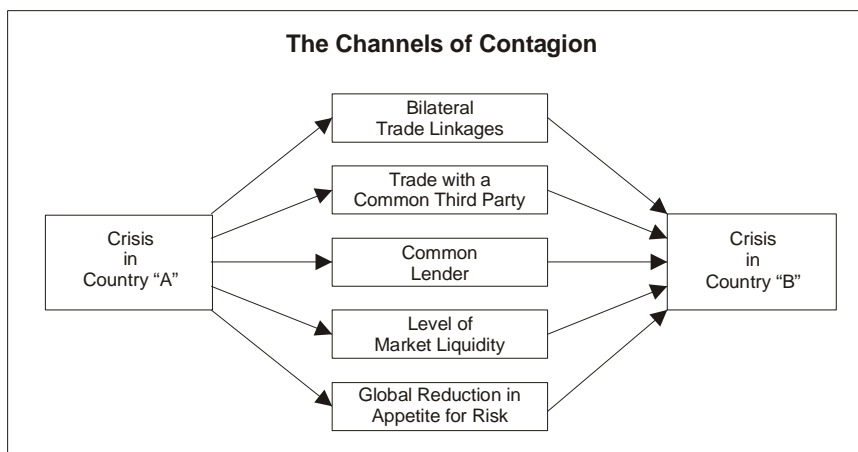 The Channels of Contagion
Bilateral
Trade Linkages
Trade with a
Common Third Party
Crisis
in
Country “A”
Common
Lender
Crisis
in
Country “B”
Level of
Market Liquidity
Global Reduction in
Appetite for Risk